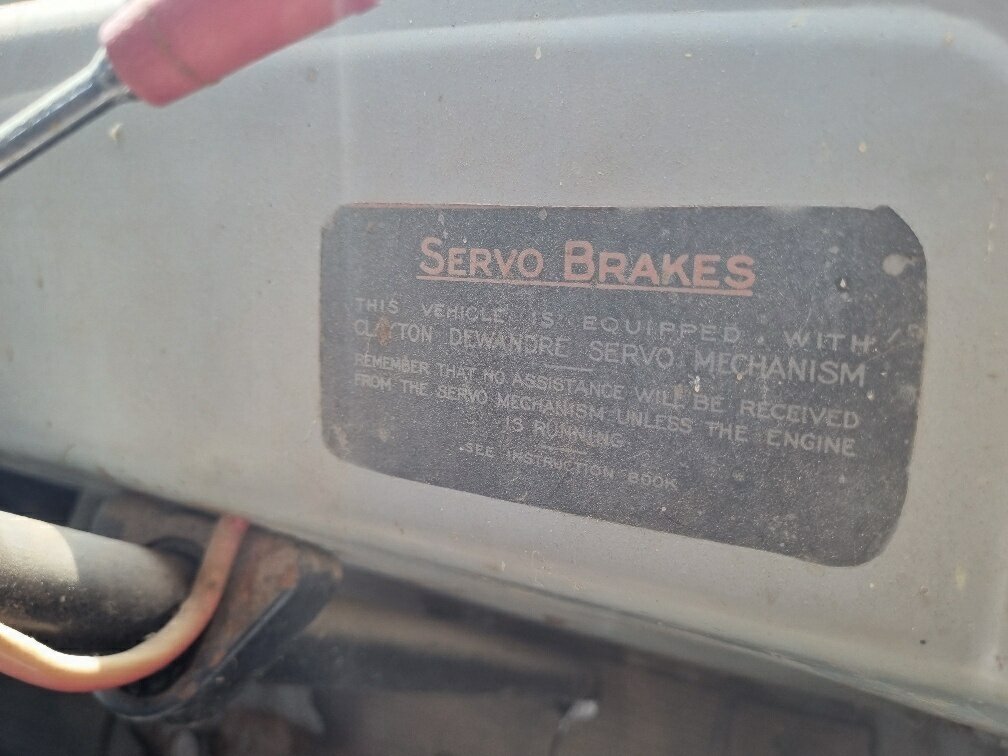 SERVO BRAKES
THIS VEHICLE IS EQUIPPED WITH
CLAYTON DEWANDRE SERVO MECHANISM
REMEMBER THAT NO ASSISTANCE WILL BE RECEIVED
FROM THE SERVO MECHANISM UNLESS THE ENGINE
IS RUNNING
SEE INSTRUCTION BOOK